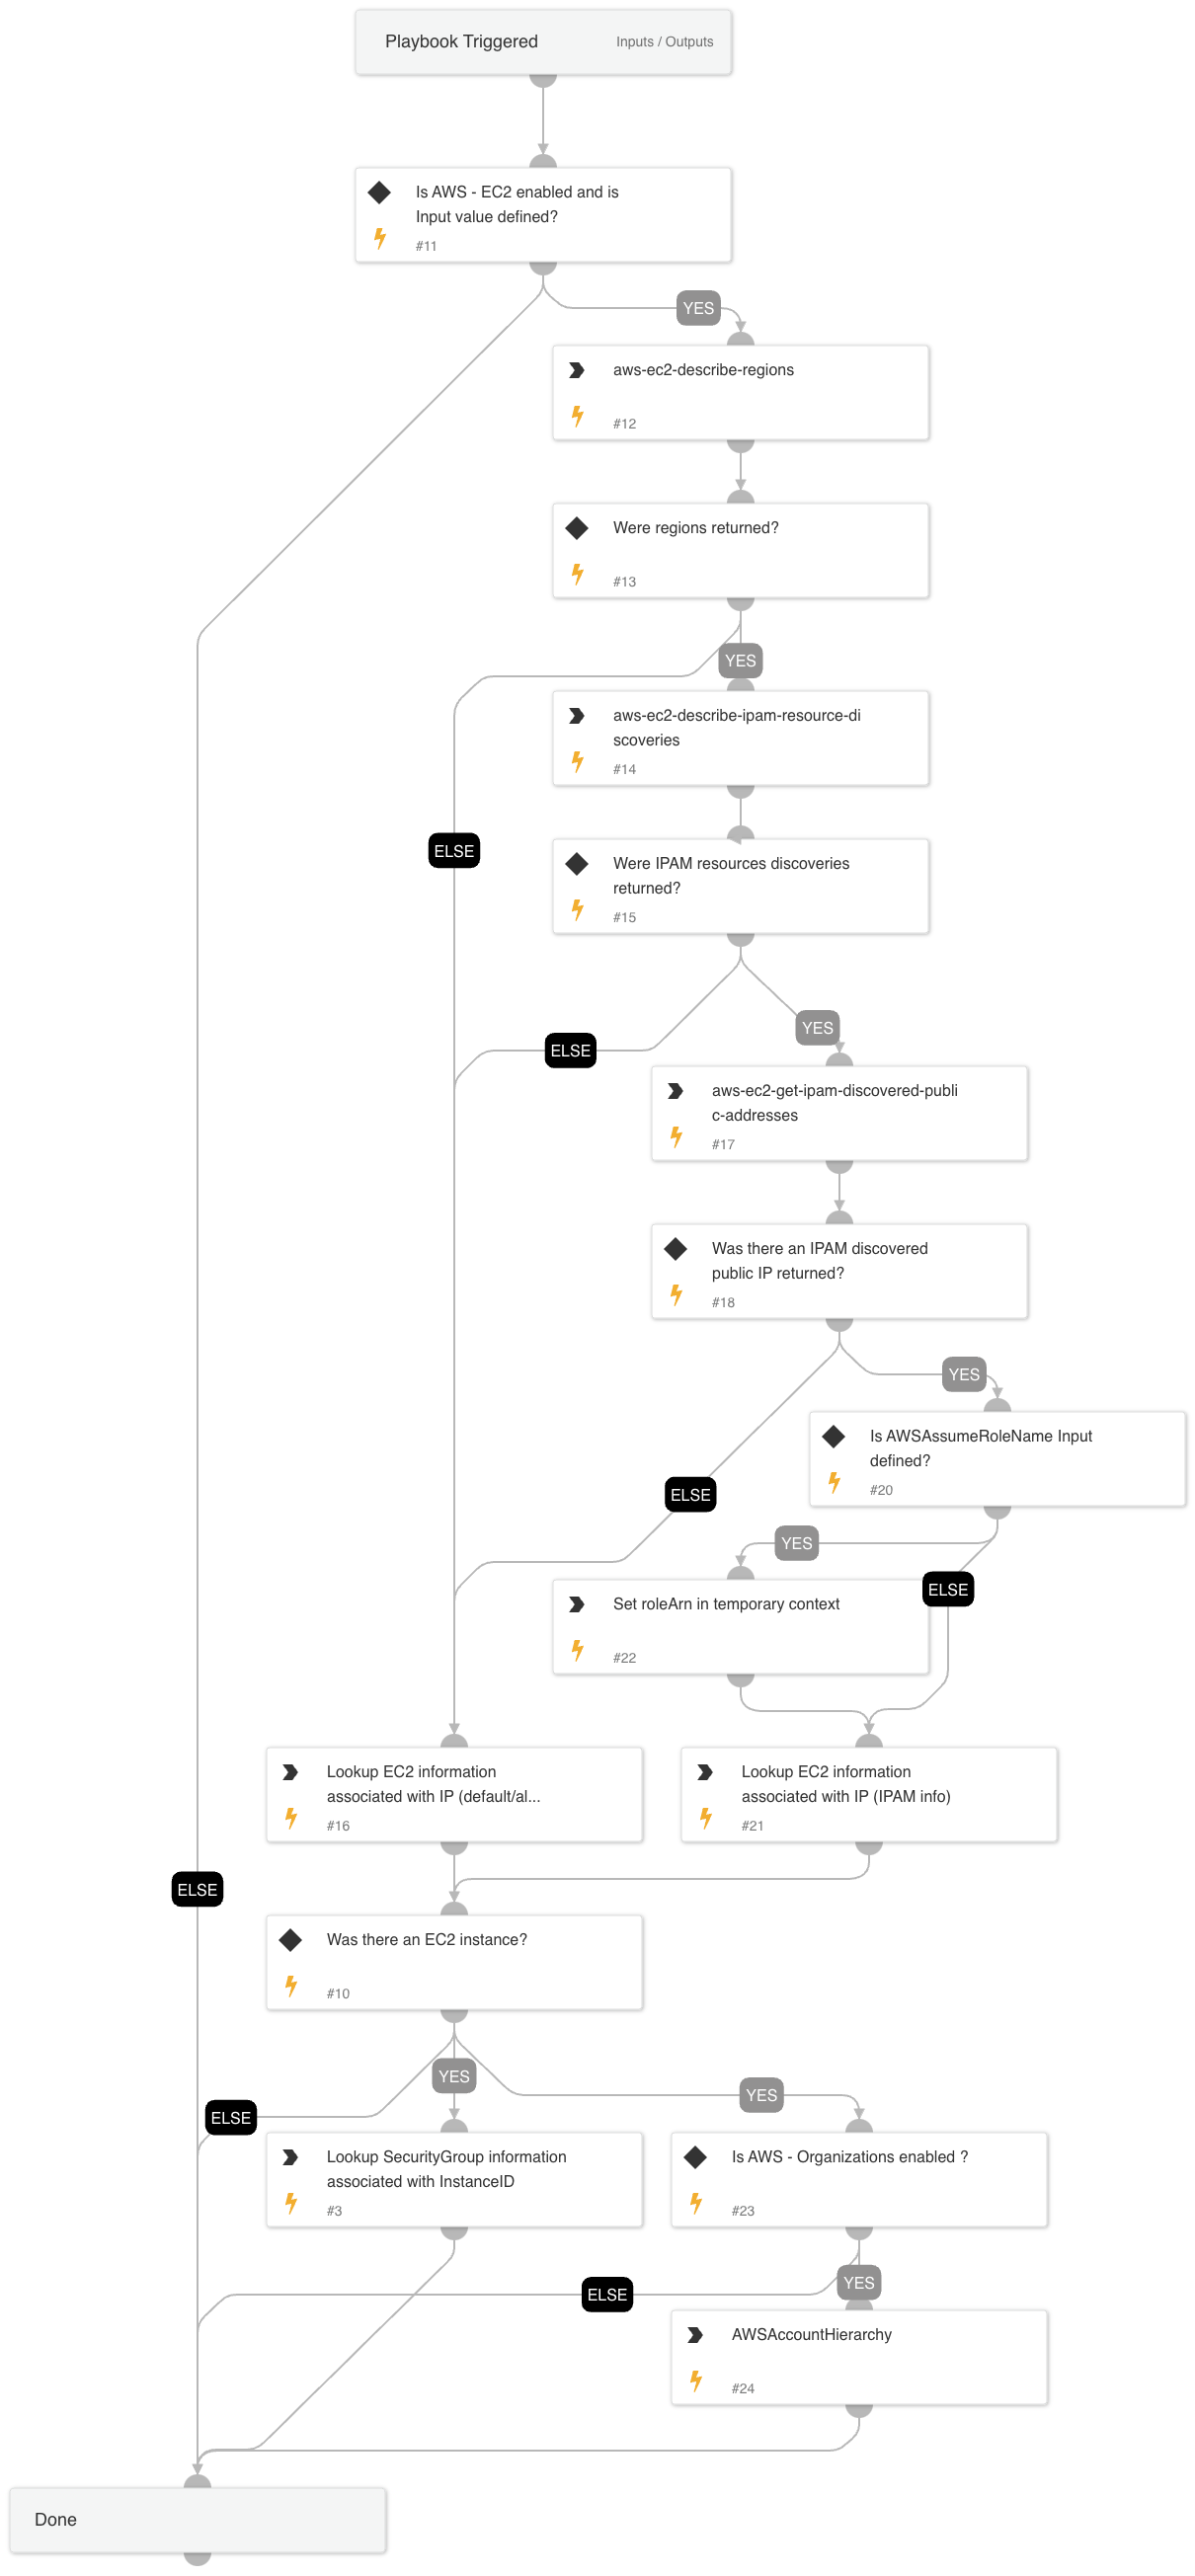 Playbook Triggered
Inputs / Outputs
Is AWS - EC2 enabled and is
Input value defined?
#11
YES
aws-ec2-describe-regions
#12
Were regions returned?
#13
YES
aws-ec2-describe-ipam-resource-di
scoveries
#14
ELSE
Were IPAM resources discoveries
returned?
#15
YES
ELSE
aws-ec2-get-ipam-discovered-publi
c-addresses
#17
Was there an IPAM discovered
public IP returned?
#18
YES
Is AWSAssumeRoleName Input
defined?
#20
ELSE
YES
ELSE
Set roleArn in temporary context
#22
Lookup EC2 information
associated with IP (default/al...
#16
Lookup EC2 information
associated with IP (IPAM info)
#21
ELSE
Was there an EC2 instance?
#10
YES
YES
ELSE
Lookup SecurityGroup information
associated with InstanceID
#3
Is AWS - Organizations enabled ?
#23
YES
ELSE
AWSAccountHierarchy
#24
Done